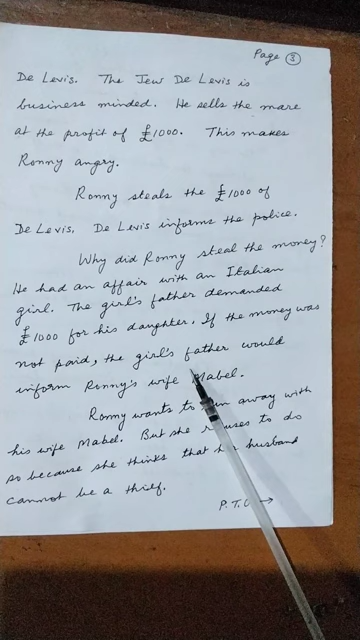 Page 3
De Levis. The Jew De Levis is
business minded. He sells the mare
at the profit of £1000. This makes
Ronny angry.
Ronny steals the £1000 of
De Levis. De Levis informs the police.
Why did Ronny steal the money?
He had an affair with an Italian
girl. The girl's father demanded
£1000 for his daughter. If the money was
not paid, the girl's father would
inform Ronny's wife Mabel.
Ronny wants to run away with
his wife Mabel. But she refuses to do
so because she thinks that her husband
cannot be a thief.
P.T.O →